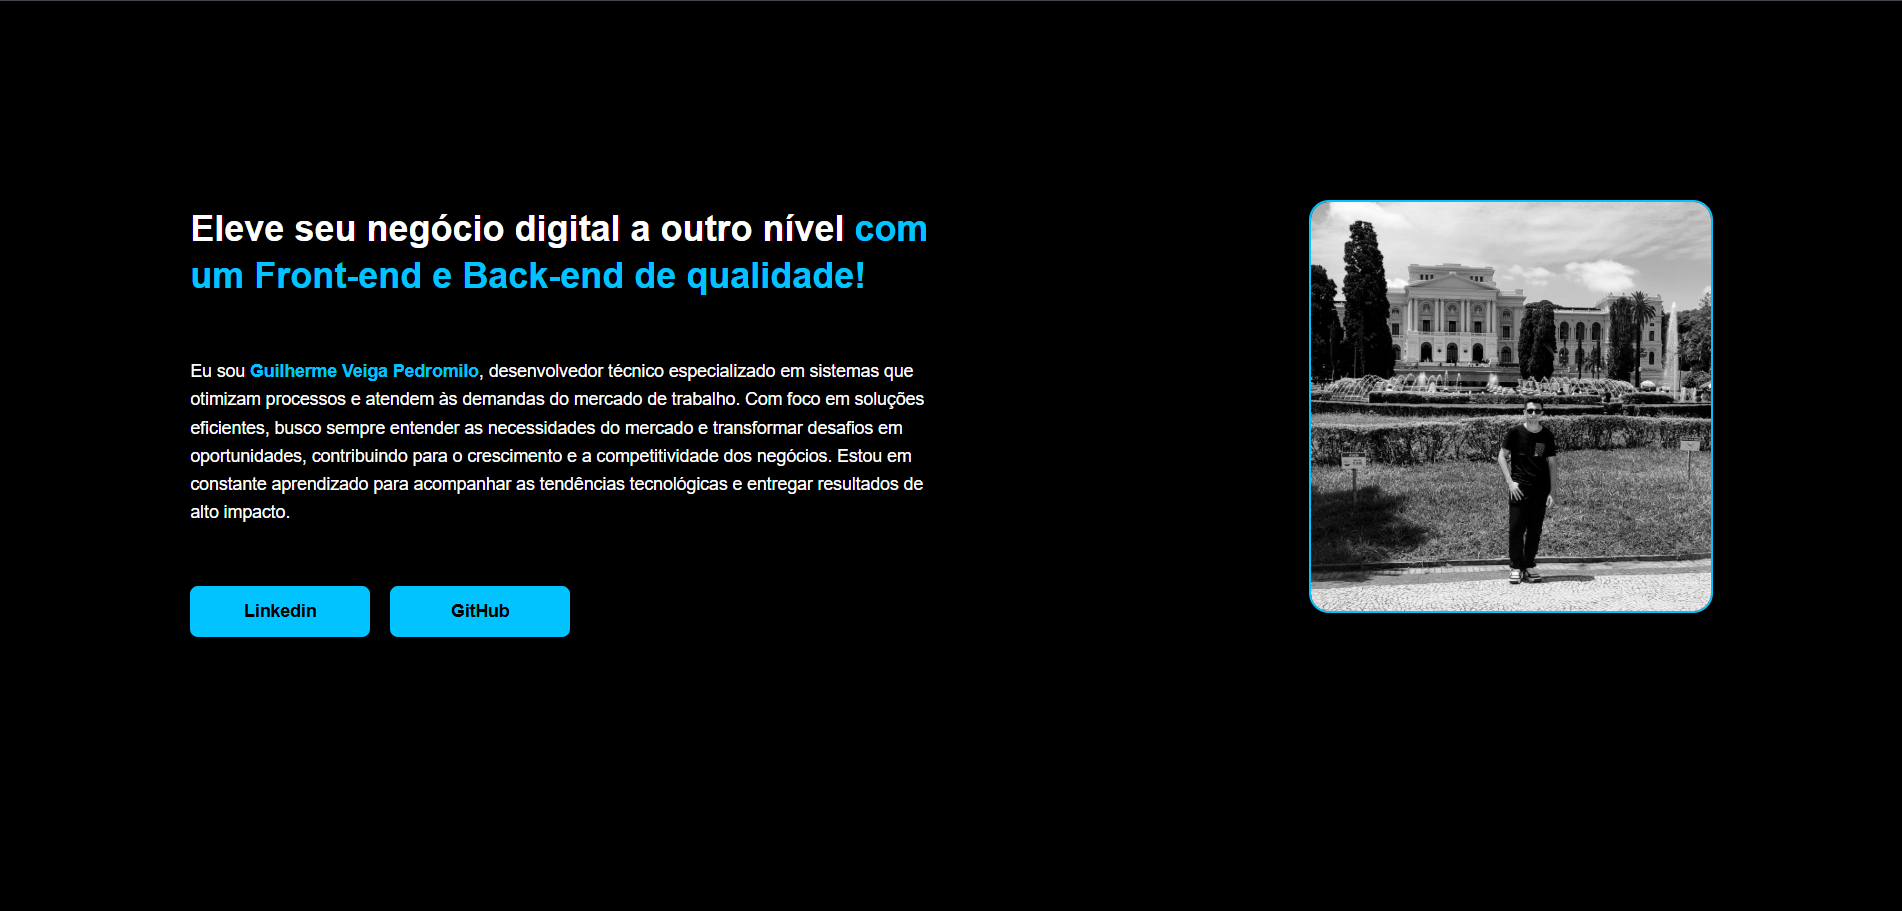 Eleve seu negócio digital a outro nível com
um Front-end e Back-end de qualidade!
Eu sou Guilherme Veiga Pedromilo, desenvolvedor técnico especializado em sistemas que
otimizam processos e atendem às demandas do mercado de trabalho. Com foco em soluções
eficientes, busco sempre entender as necessidades do mercado e transformar desafios em
oportunidades, contribuindo para o crescimento e a competitividade dos negócios. Estou em
constante aprendizado para acompanhar as tendências tecnológicas e entregar resultados de
alto impacto.
Linkedin
GitHub